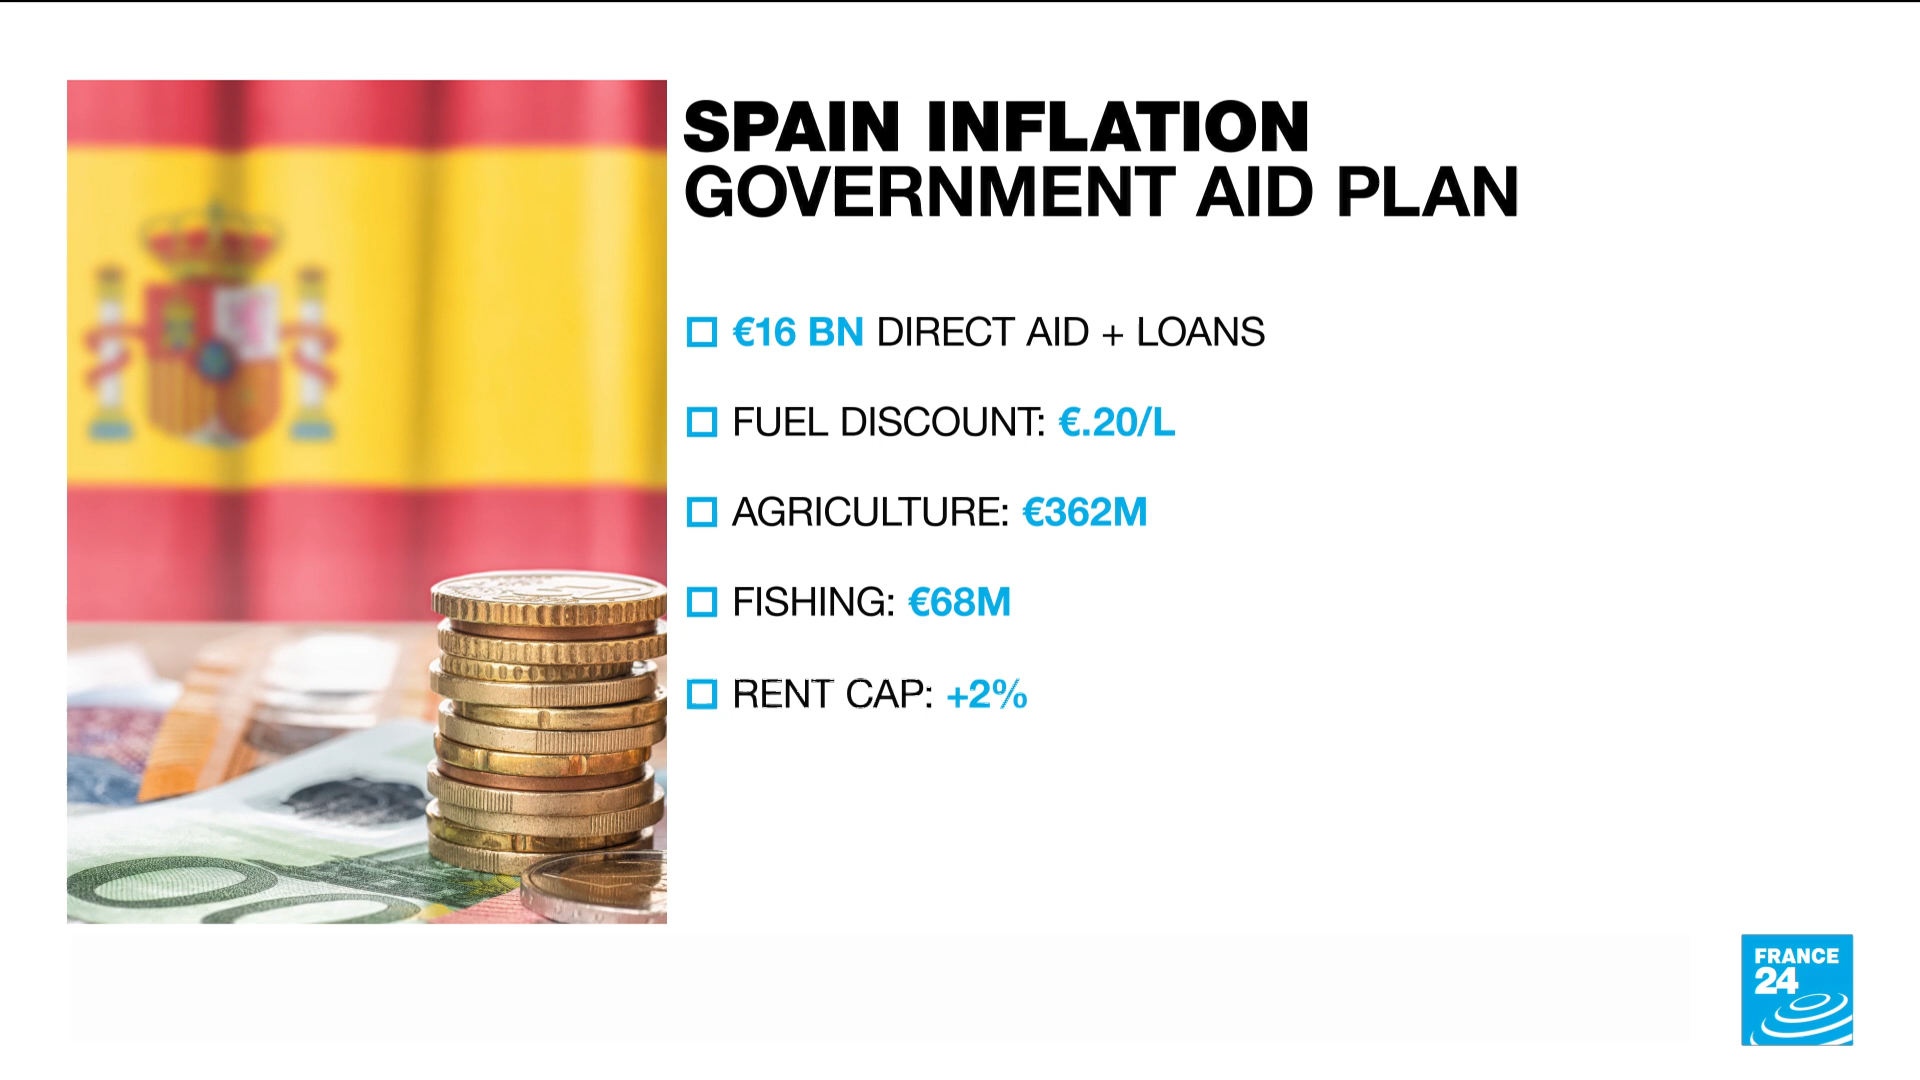 SPAIN INFLATION
GOVERNMENT AID PLAN
€16 BN DIRECT AID + LOANS
FUEL DISCOUNT: €.20/L
AGRICULTURE: €362M
FISHING: €68M
RENT CAP: +2%
FRANCE
24